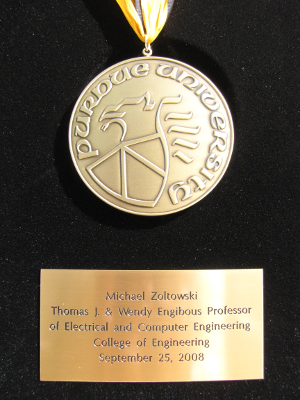 PURDUE UNIVERSITY
Michael Zoltowski
Thomas J. & Wendy Engibous Professor
of Electrical and Computer Engineering
College of Engineering
September 25, 2008